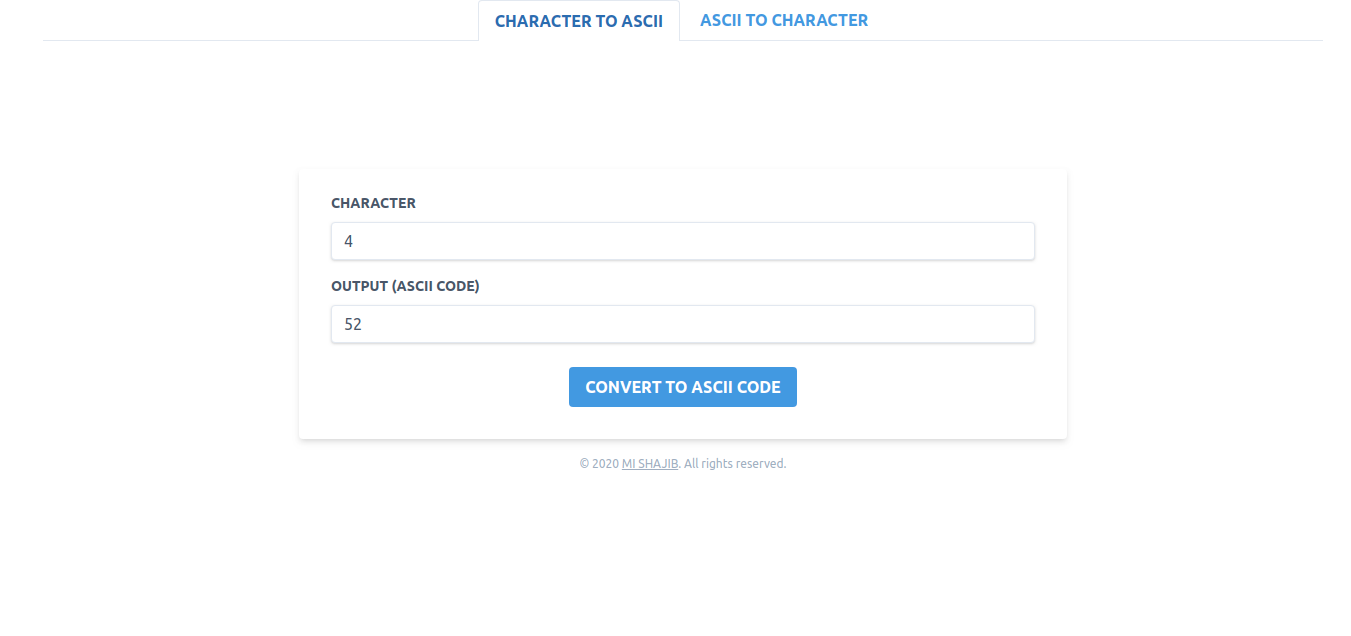 CHARACTER TO ASCII
ASCII TO CHARACTER
CHARACTER
4
OUTPUT (ASCII CODE)
52
CONVERT TO ASCII CODE
© 2020 MI SHAJIB. All rights reserved.